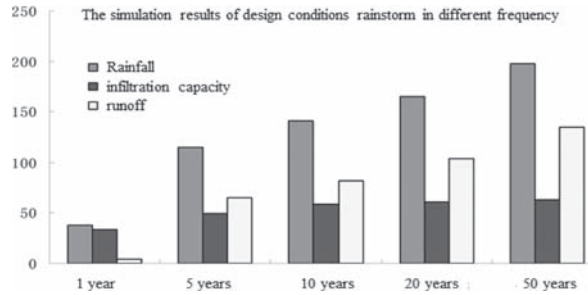 The simulation results of design conditions rainstorm in different frequency
250
200
150
100
50
0
Rainfall
infiltration capacity
runoff
1 year
5 years
10 years
20 years
50 years